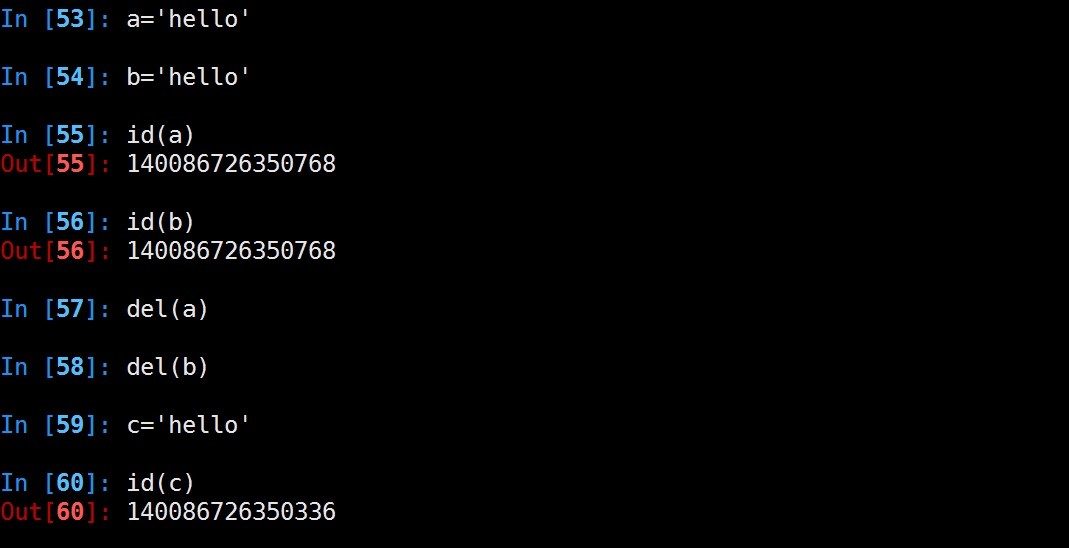 In [53]: a='hello'
In [54]: b='hello'
In [55]: id(a)
Out[55]: 140086726350768
In [56]: id(b)
Out[56]: 140086726350768
In [57]: del(a)
In [58]: del(b)
In [59]: c='hello'
In [60]: id(c)
Out[60]: 140086726350336